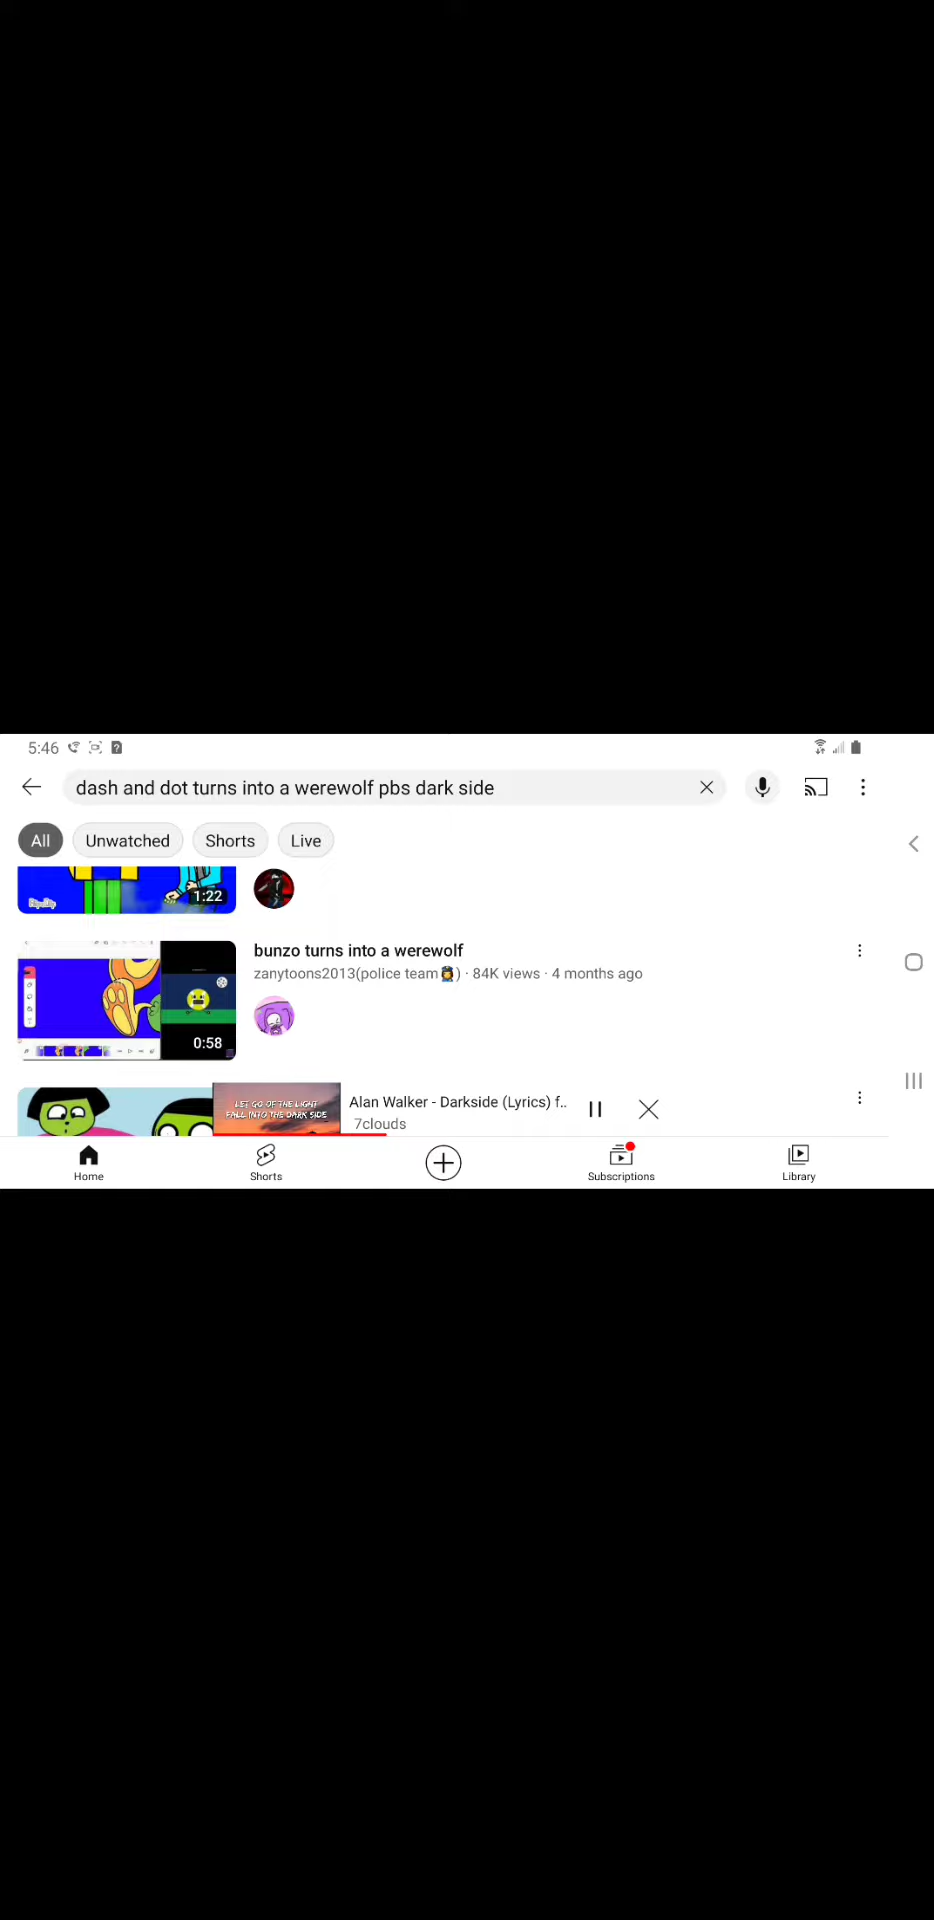 5:46
dash and dot turns into a werewolf pbs dark side
All
Unwatched
Shorts
Live
1:22
bunzo turns into a werewolf
zanytoons2013(police team👮) · 84K views · 4 months ago
0:58
LET GO OF THE LIGHT
FALL INTO THE DARK SIDE
Alan Walker - Darkside (Lyrics) f..
7clouds
Home
Shorts
Subscriptions
Library